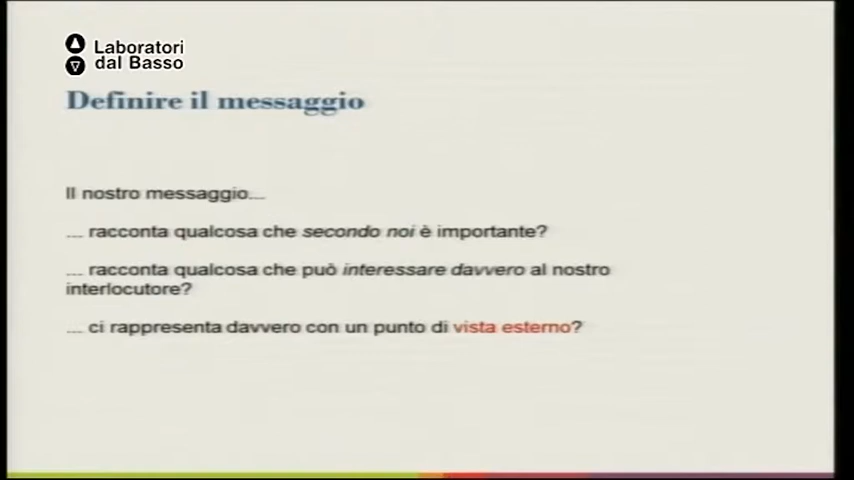 Laboratori
dal Basso
Definire il messaggio
Il nostro messaggio...
... racconta qualcosa che secondo noi è importante?
... racconta qualcosa che può interessare davvero al nostro
interlocutore?
... ci rappresenta davvero con un punto di vista esterno?